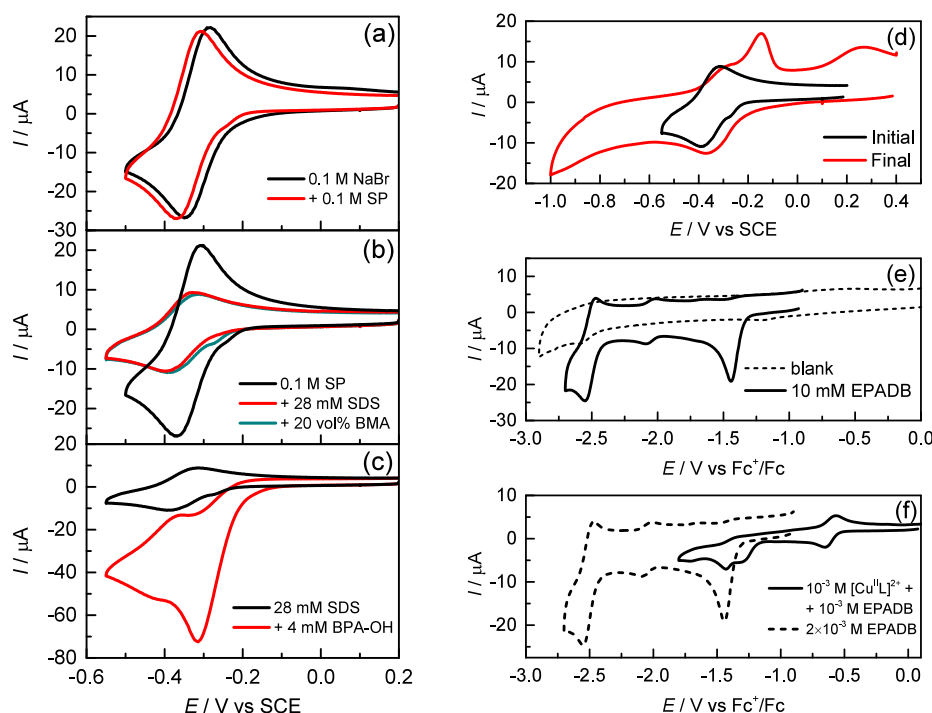 (a)
20
10
0
-10
-20
-30
I / μA
0.1 M NaBr
+ 0.1 M SP
(b)
20
10
0
-10
-20
20
I / μA
0.1 M SP
+ 28 mM SDS
+ 20 vol% BMA
(c)
20
0
-20
-40
-60
-80
I / μA
28 mM SDS
+ 4 mM BPA-OH
-0.6 -0.4 -0.2 0.0 0.2
E / V vs SCE
(d)
20
10
0
-10
-20
I / μA
Initial
Final
-1.0 -0.8 -0.6 -0.4 -0.2 0.0 0.2 0.4
E / V vs SCE
(e)
10
0
-10
-20
-30
I / μA
blank
10 mM EPADB
-3.0 -2.5 -2.0 -1.5 -1.0 -0.5 0.0
E / V vs Fc⁺/Fc
(f)
10
0
-10
-20
I / μA
10⁻³ M [CuᴵᴵL]²⁺ +
+ 10⁻³ M EPADB
2×10⁻³ M EPADB
-3.0 -2.5 -2.0 -1.5 -1.0 -0.5 0.0
E / V vs Fc⁺/Fc